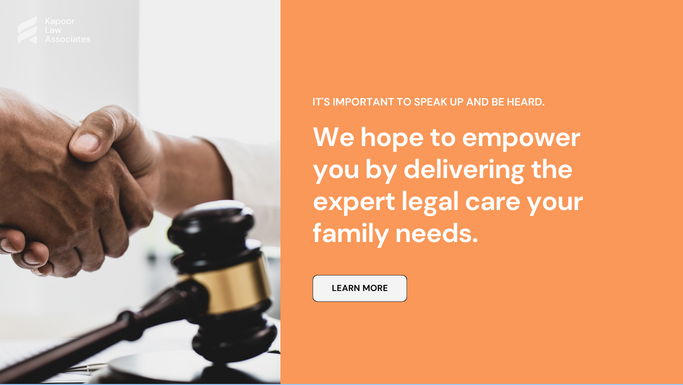 Kapoor
Law
Associates
IT'S IMPORTANT TO SPEAK UP AND BE HEARD.
We hope to empower
you by delivering the
expert legal care your
family needs.
LEARN MORE